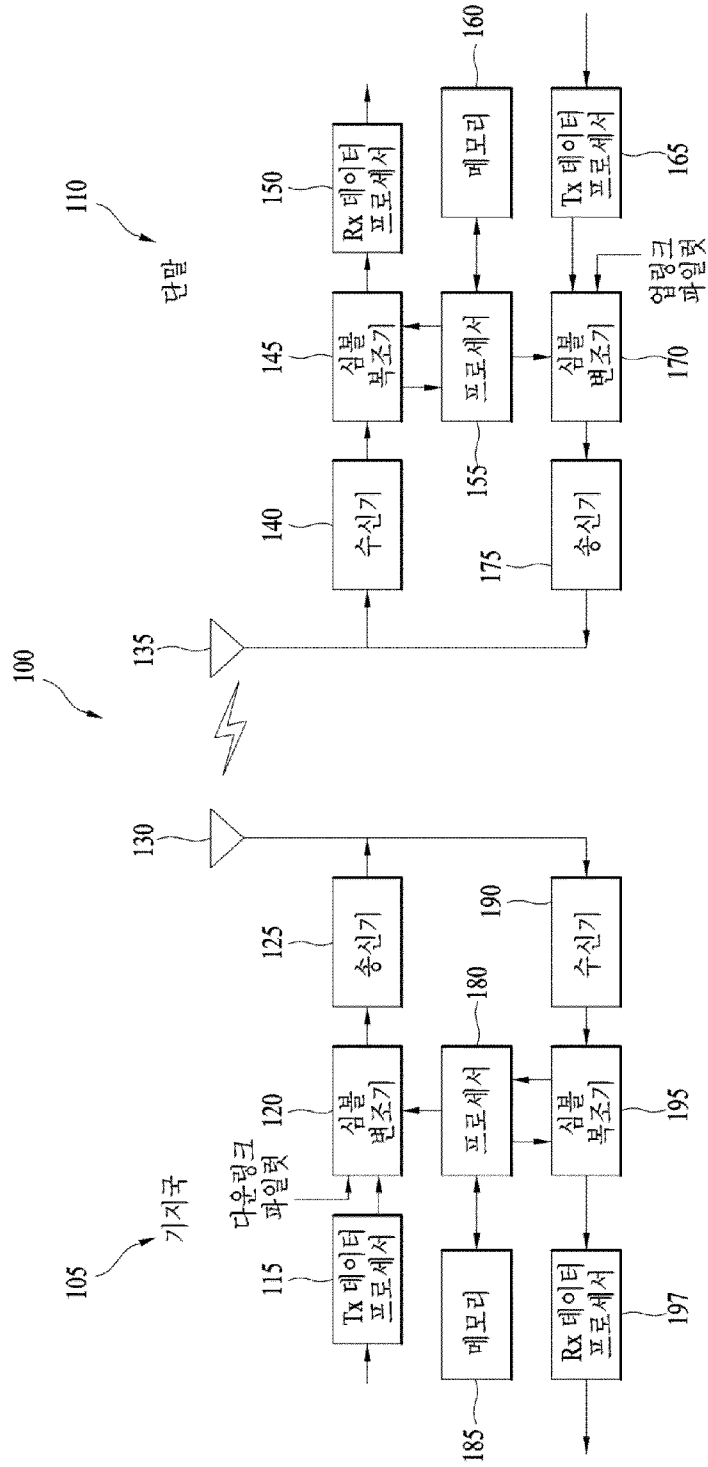 100
105
기지국
115
Tx 데이터
프로세서
다운링크
파일럿
120
심볼
변조기
125
송신기
130
185
메모리
180
프로세서
190
수신기
197
Rx 데이터
프로세서
195
심볼
복조기
110
단말
135
140
수신기
145
심볼
복조기
150
Rx 데이터
프로세서
155
프로세서
160
메모리
175
송신기
170
심볼
변조기
업링크
파일럿
165
Tx 데이터
프로세서